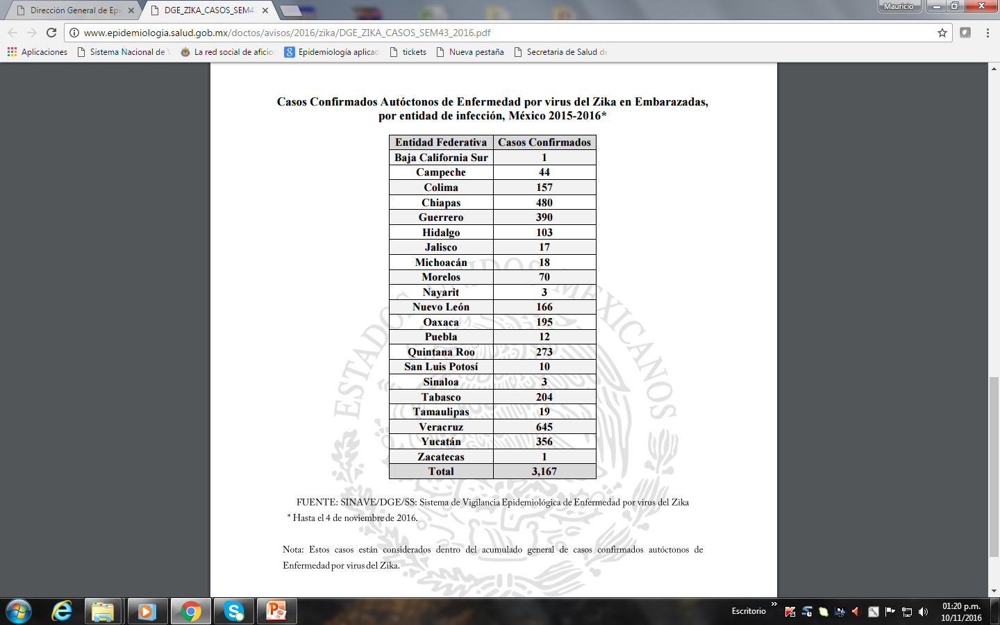 Mauricio
Dirección General de Epi
DGE_ZIKA_CASOS_SEM43
www.epidemiologia.salud.gob.mx/doctos/avisos/2016/zika/DGE_ZIKA_CASOS_SEM43_2016.pdf
Aplicaciones Sistema Nacional de La red social de aficio Epidemiología aplicad tickets Nueva pestaña Secretaria de Salud de
Casos Confirmados Autóctonos de Enfermedad por virus del Zika en Embarazadas,
por entidad de infección, México 2015-2016*
Entidad Federativa Casos Confirmados
Baja California Sur 1
Campeche 44
Colima 157
Chiapas 480
Guerrero 390
Hidalgo 103
Jalisco 17
Michoacán 18
Morelos 70
Nayarit 3
Nuevo León 166
Oaxaca 195
Puebla 12
Quintana Roo 273
San Luis Potosí 10
Sinaloa 3
Tabasco 204
Tamaulipas 19
Veracruz 645
Yucatán 356
Zacatecas 1
Total 3,167
ESTADOS UNIDOS MEXICANOS
FUENTE: SINAVE/DGE/SS: Sistema de Vigilancia Epidemiológica de Enfermedad por virus del Zika
* Hasta el 4 de noviembre de 2016.
Nota: Estos casos están considerados dentro del acumulado general de casos confirmados autóctonos de
Enfermedad por virus del Zika.
Escritorio
01:20 p.m.
10/11/2016